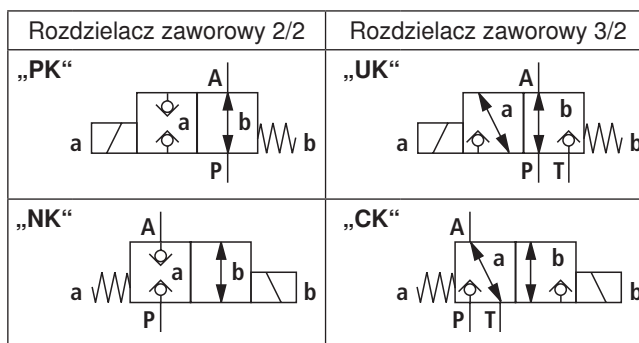 Rozdzielacz zaworowy 2/2
Rozdzielacz zaworowy 3/2
„PK“
A
a
b
a
b
P
„UK“
A
a
b
a
b
P T
„NK“
A
a
b
a
b
P
„CK“
A
a
b
a
b
P T